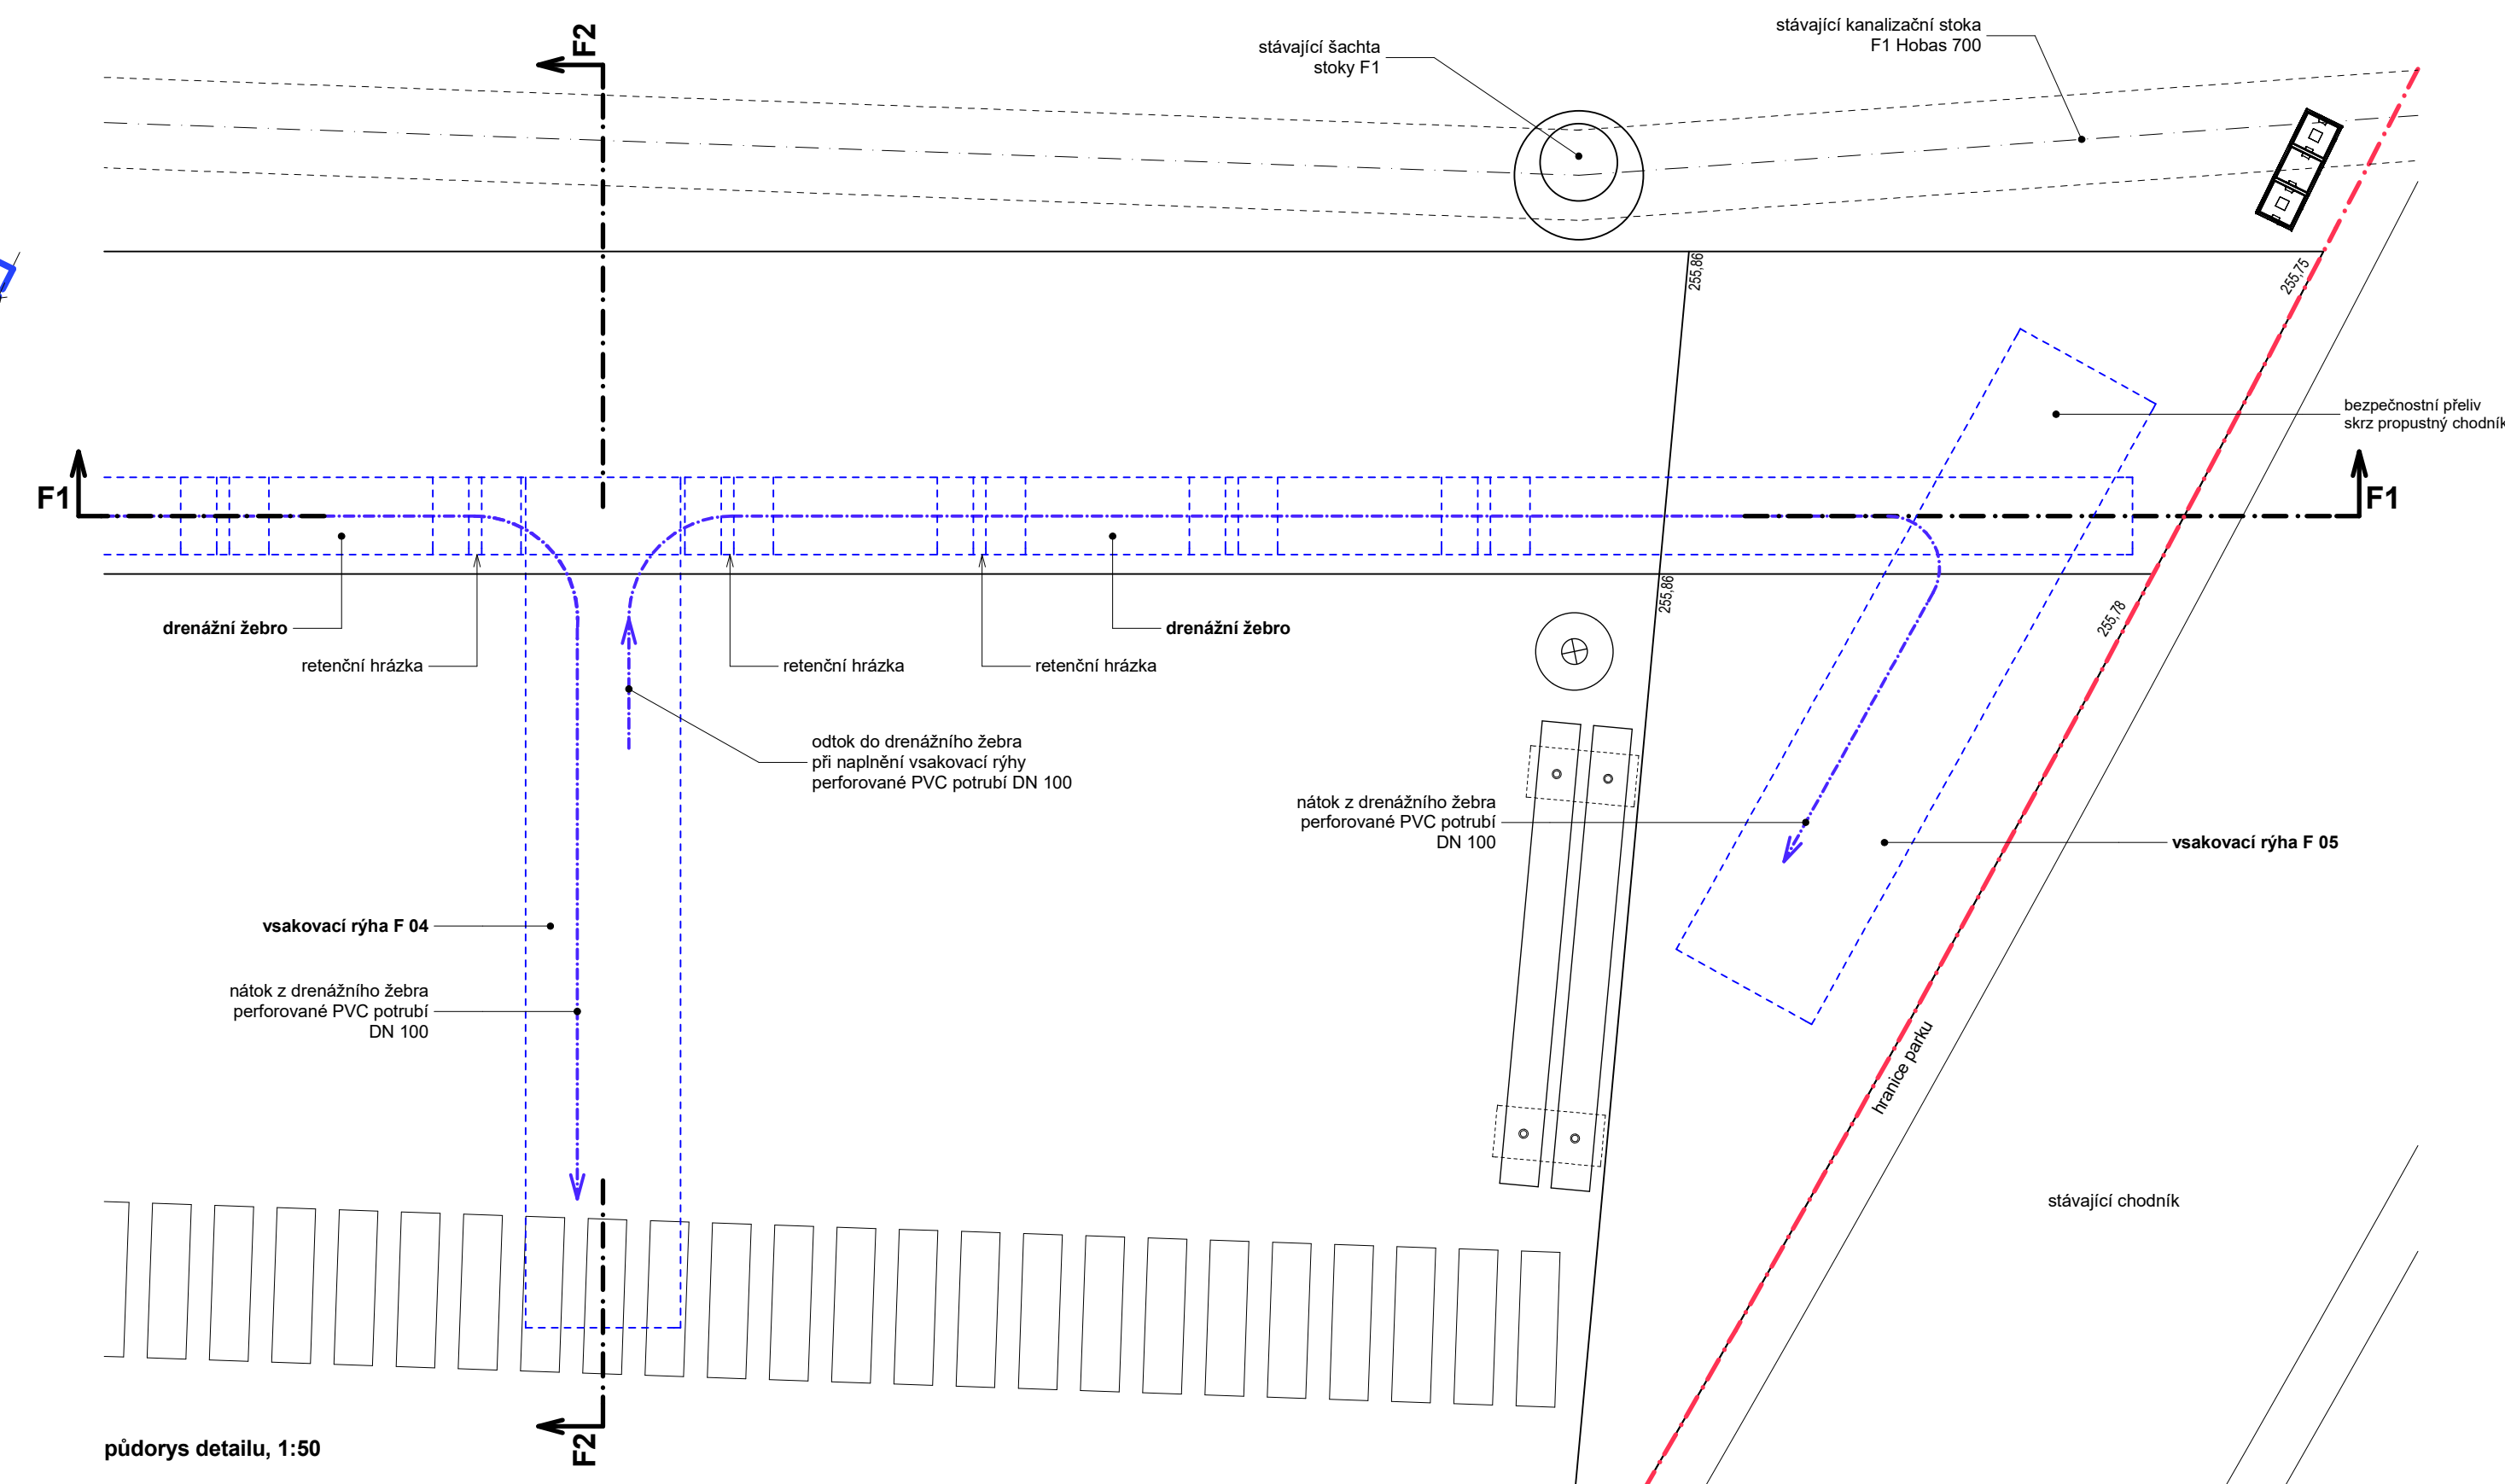 F2
stávající šachta
stoky F1
stávající kanalizační stoka
F1 Hobas 700
255,86
255,75
bezpečnostní přeliv
skrz propustný chodník
F1
F1
255,86
255,78
drenážní žebro
drenážní žebro
retenční hrázka
retenční hrázka
retenční hrázka
odtok do drenážního žebra
při naplnění vsakovací rýhy
perforované PVC potrubí DN 100
nátok z drenážního žebra
perforované PVC potrubí
DN 100
vsakovací rýha F 05
vsakovací rýha F 04
nátok z drenážního žebra
perforované PVC potrubí
DN 100
hranice parku
stávající chodník
půdorys detailu, 1:50
F2